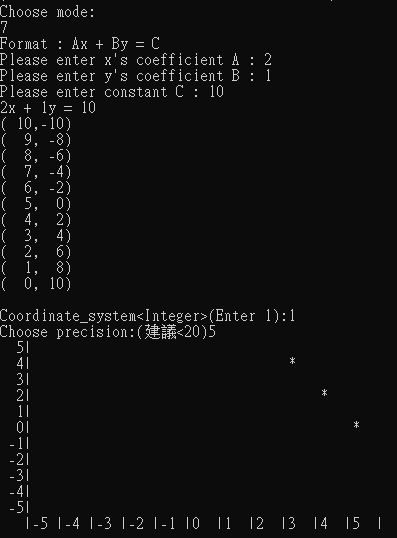 Choose mode:
7
Format : Ax + By = C
Please enter x's coefficient A : 2
Please enter y's coefficient B : 1
Please enter constant C : 10
2x + 1y = 10
( 10,-10)
(  9, -8)
(  8, -6)
(  7, -4)
(  6, -2)
(  5,  0)
(  4,  2)
(  3,  4)
(  2,  6)
(  1,  8)
(  0, 10)
Coordinate_system<Integer>(Enter 1):1
Choose precision:(建議<20)5
  5|
  4|                                *
  3|
  2|                                    *
  1|
  0|                                        *
 -1|
 -2|
 -3|
 -4|
 -5|
   |-5 |-4 |-3 |-2 |-1 |0  |1  |2  |3  |4  |5  |